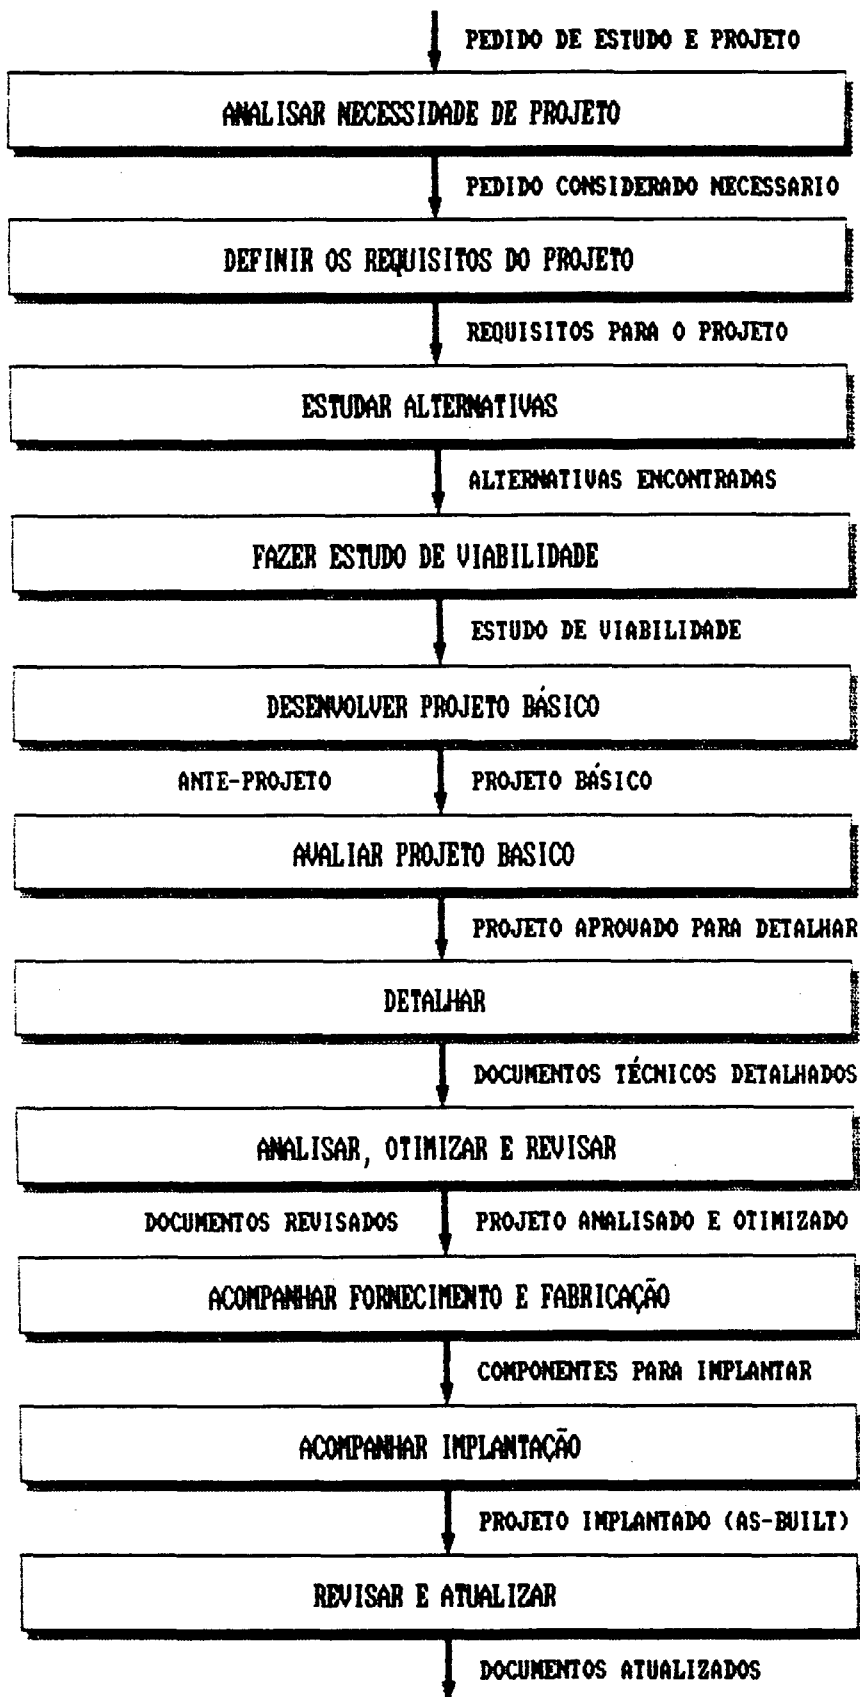 PEDIDO DE ESTUDO E PROJETO
ANALISAR NECESSIDADE DE PROJETO
PEDIDO CONSIDERADO NECESSARIO
DEFINIR OS REQUISITOS DO PROJETO
REQUISITOS PARA O PROJETO
ESTUDAR ALTERNATIVAS
ALTERNATIVAS ENCONTRADAS
FAZER ESTUDO DE VIABILIDADE
ESTUDO DE VIABILIDADE
DESENVOLVER PROJETO BÁSICO
ANTE-PROJETO PROJETO BÁSICO
AVALIAR PROJETO BASICO
PROJETO APROVADO PARA DETALHAR
DETALHAR
DOCUMENTOS TÉCNICOS DETALHADOS
ANALISAR, OTIMIZAR E REVISAR
DOCUMENTOS REVISADOS PROJETO ANALISADO E OTIMIZADO
ACOMPANHAR FORNECIMENTO E FABRICAÇÃO
COMPONENTES PARA IMPLANTAR
ACOMPANHAR IMPLANTAÇÃO
PROJETO IMPLANTADO (AS-BUILT)
REVISAR E ATUALIZAR
DOCUMENTOS ATUALIZADOS